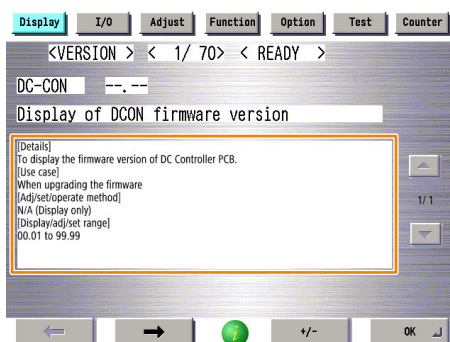 Display I/O Adjust Function Option Test Counter
<VERSION > < 1/ 70> < READY >
DC-CON --.--
Display of DCON firmware version
[Details]
To display the firmware version of DC Controller PCB.
[Use case]
When upgrading the firmware
[Adj/set/operate method]
N/A (Display only)
[Display/adj/set range]
00.01 to 99.99
1/1
+/- OK